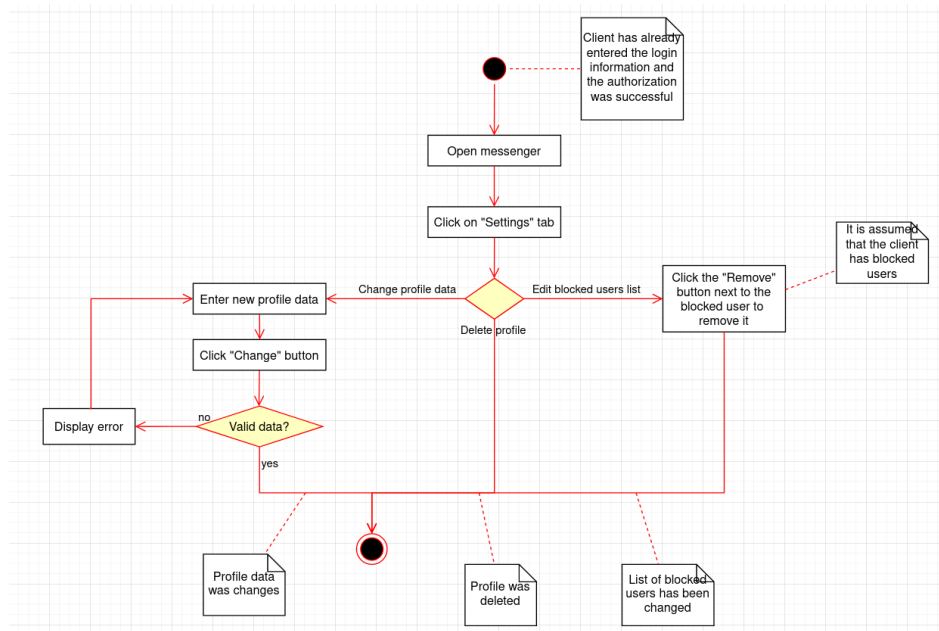 Client has already
entered the login
information and
the authorization
was successful
Open messenger
Click on "Settings" tab
It is assumed
that the client
has blocked
users
Change profile data
Edit blocked users list
Click the "Remove"
button next to the
blocked user to
remove it
Enter new profile data
Delete profile
Click "Change" button
no
Display error
Valid data?
yes
Profile data
was changes
Profile was
deleted
List of blocked
users has been
changed